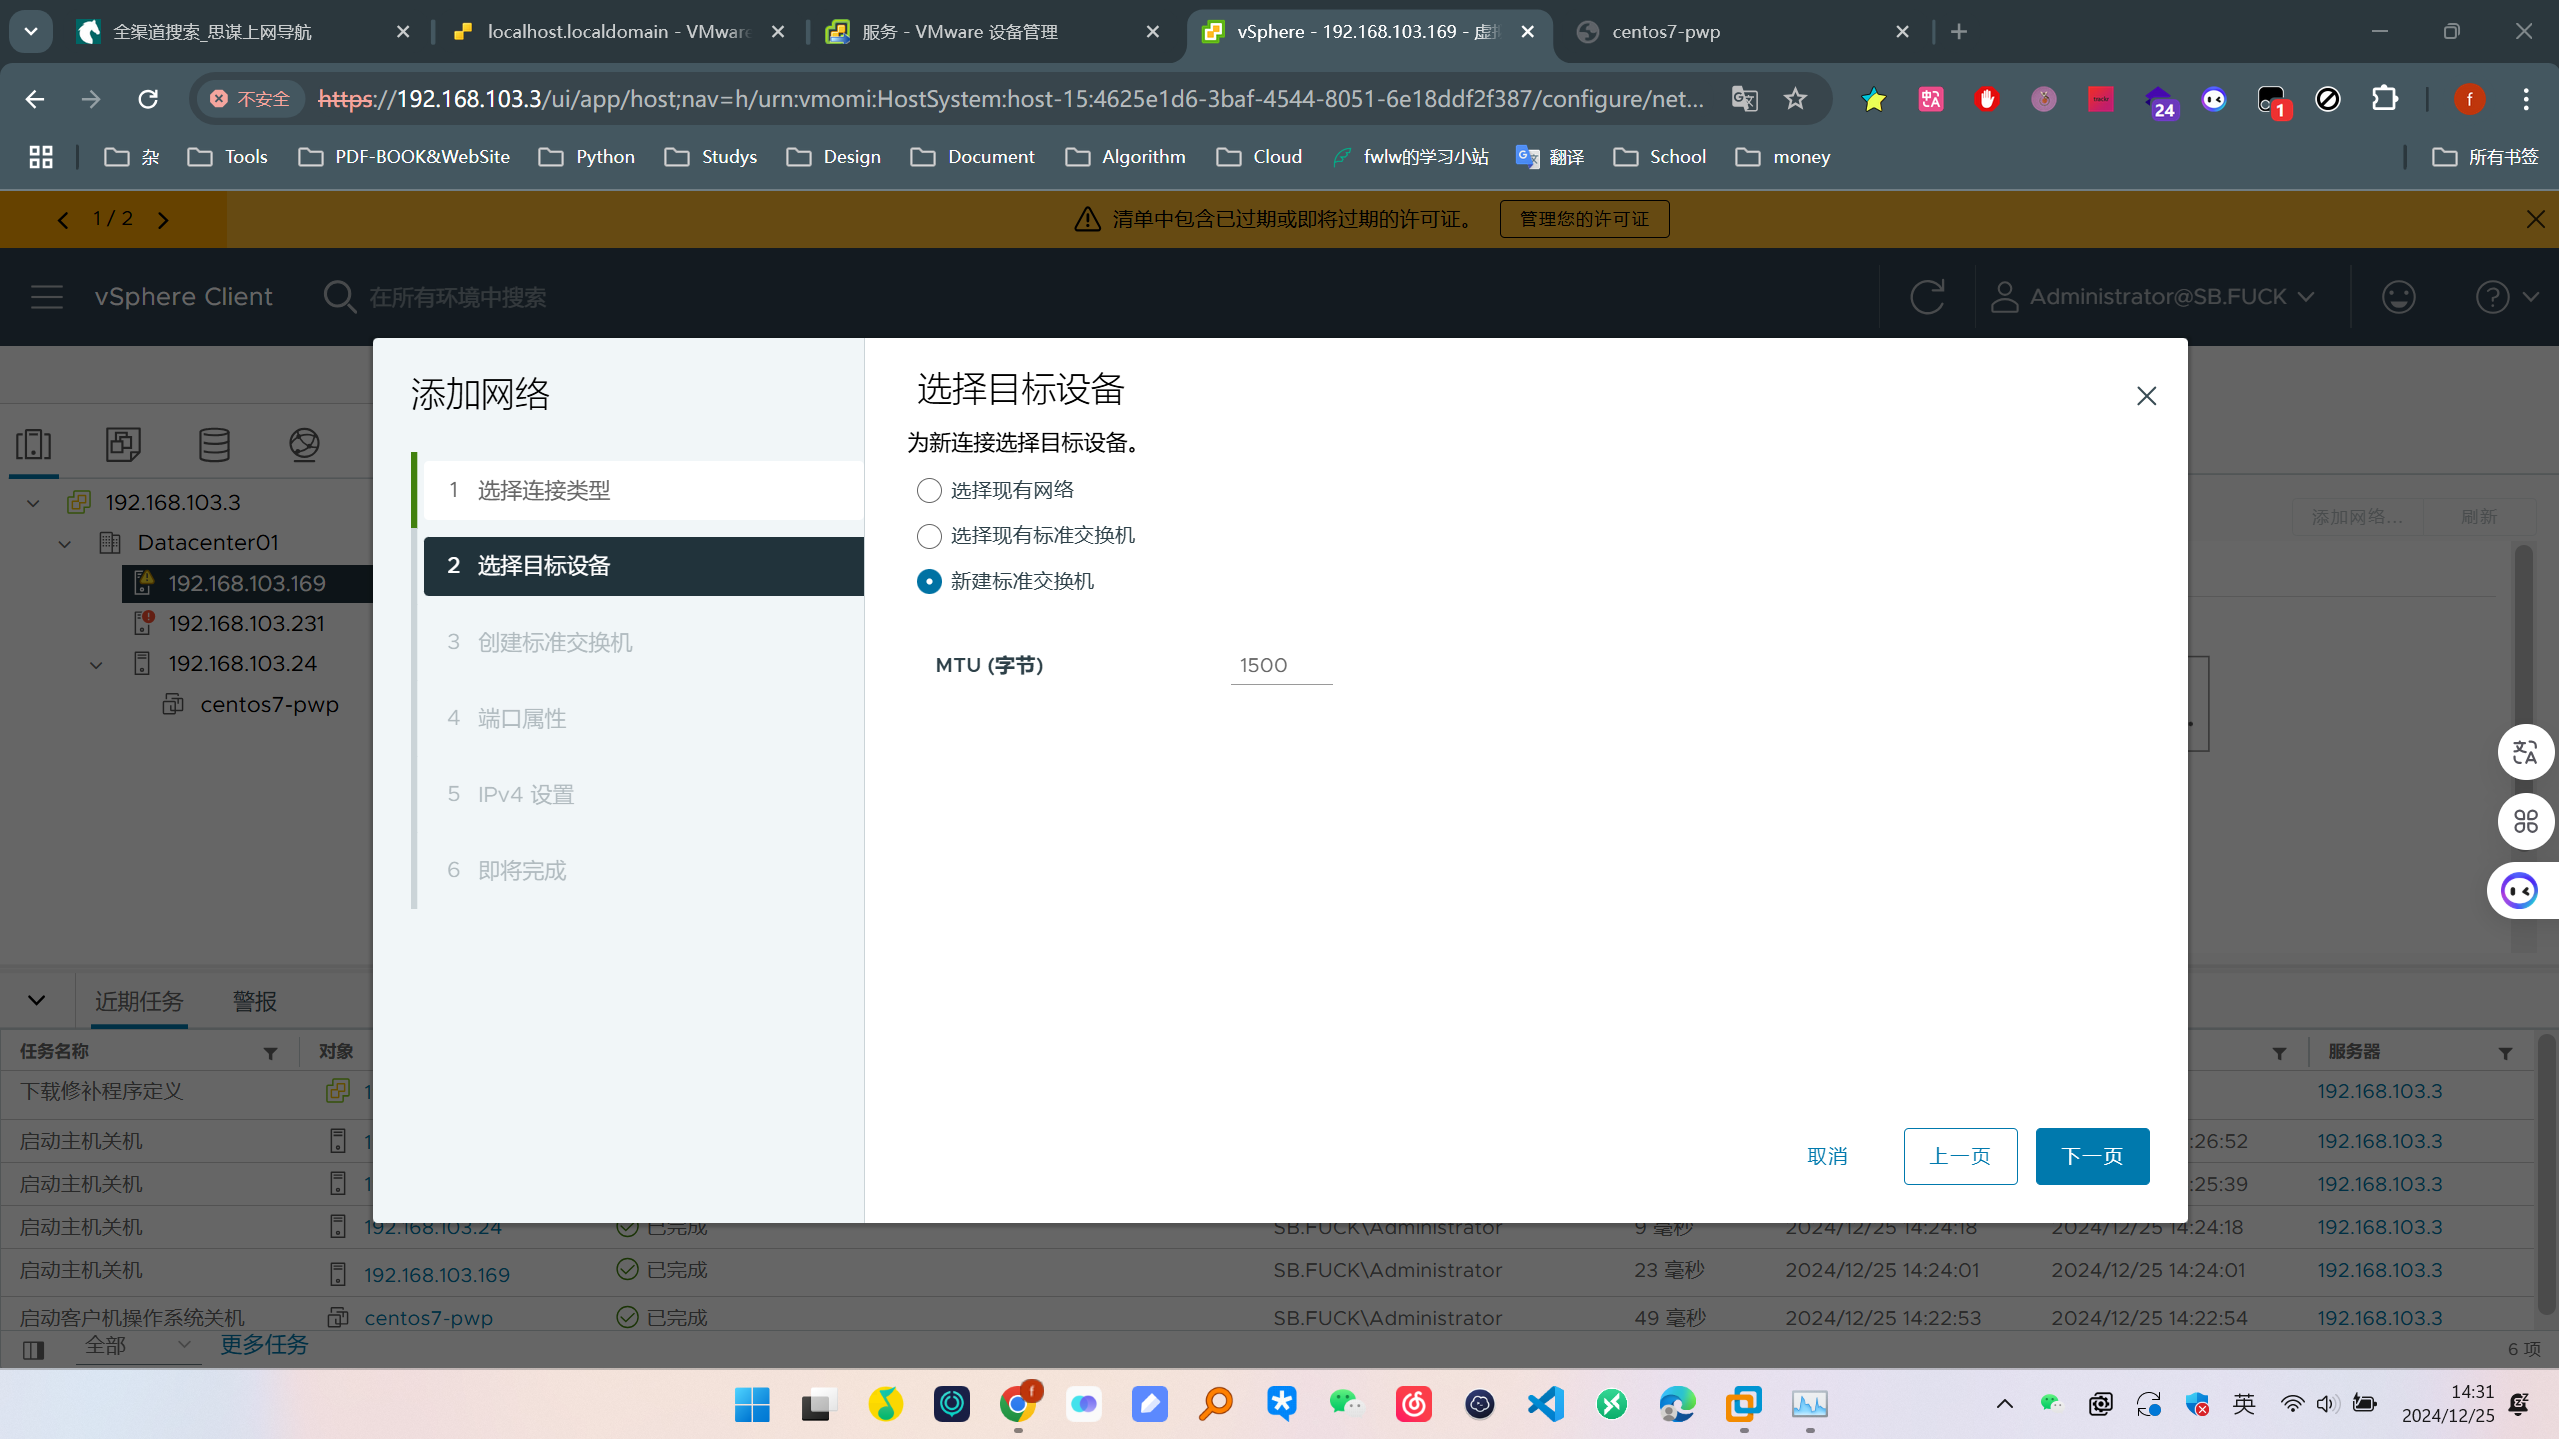 全渠道搜索_思谋上网导航
localhost.localdomain - VMware
服务 - VMware 设备管理
vSphere - 192.168.103.169 - 虚拟
centos7-pwp
不安全
https://192.168.103.3/ui/app/host;nav=h/urn:vmomi:HostSystem:host-15:4625e1d6-3baf-4544-8051-6e18ddf2f387/configure/net...
24
1
f
杂
Tools
PDF-BOOK&WebSite
Python
Studys
Design
Document
Algorithm
Cloud
fwlw的学习小站
翻译
School
money
所有书签
1 / 2
清单中包含已过期或即将过期的许可证。
管理您的许可证
vSphere Client
在所有环境中搜索
Administrator@SB.FUCK
192.168.103.3
Datacenter01
192.168.103.169
192.168.103.231
192.168.103.24
centos7-pwp
添加网络...
刷新
添加网络
1 选择连接类型
2 选择目标设备
3 创建标准交换机
4 端口属性
5 IPv4 设置
6 即将完成
选择目标设备
为新连接选择目标设备。
选择现有网络
选择现有标准交换机
新建标准交换机
MTU (字节)
1500
取消
上一页
下一页
近期任务
警报
任务名称
对象
服务器
下载修补程序定义
1
192.168.103.3
启动主机关机
1
:26:52
192.168.103.3
启动主机关机
1
:25:39
192.168.103.3
启动主机关机
192.168.103.24
已完成
SB.FUCK\Administrator
9 毫秒
2024/12/25 14:24:18
2024/12/25 14:24:18
192.168.103.3
启动主机关机
192.168.103.169
已完成
SB.FUCK\Administrator
23 毫秒
2024/12/25 14:24:01
2024/12/25 14:24:01
192.168.103.3
启动客户机操作系统关机
centos7-pwp
已完成
SB.FUCK\Administrator
49 毫秒
2024/12/25 14:22:53
2024/12/25 14:22:54
192.168.103.3
全部
更多任务
6 项
英
14:31
2024/12/25